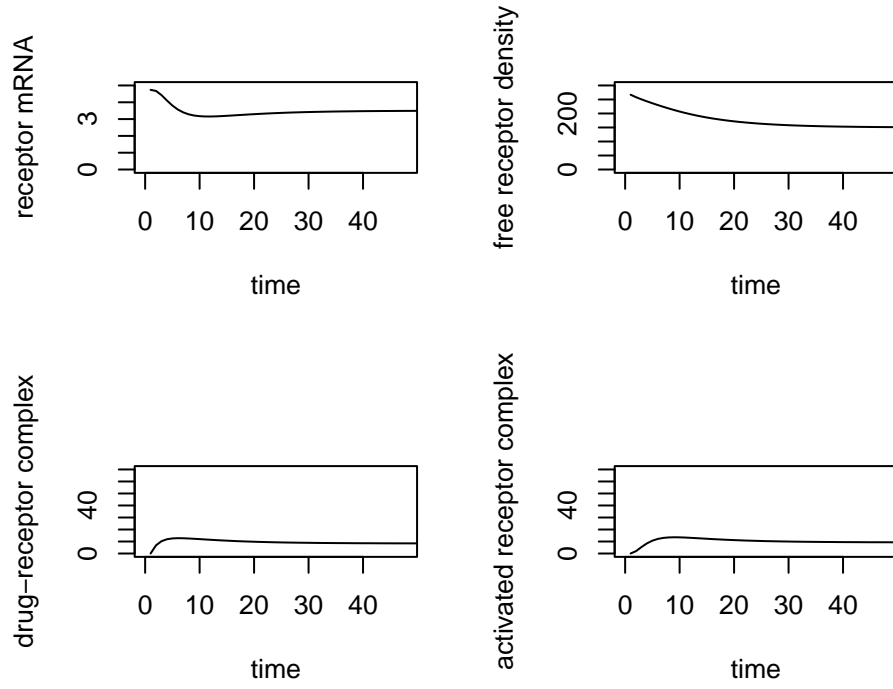 receptor mRNA
0 3
0 10 20 30 40
time
free receptor density
0 200
0 10 20 30 40
time
drug−receptor complex
0 40
0 10 20 30 40
time
activated receptor complex
0 40
0 10 20 30 40
time